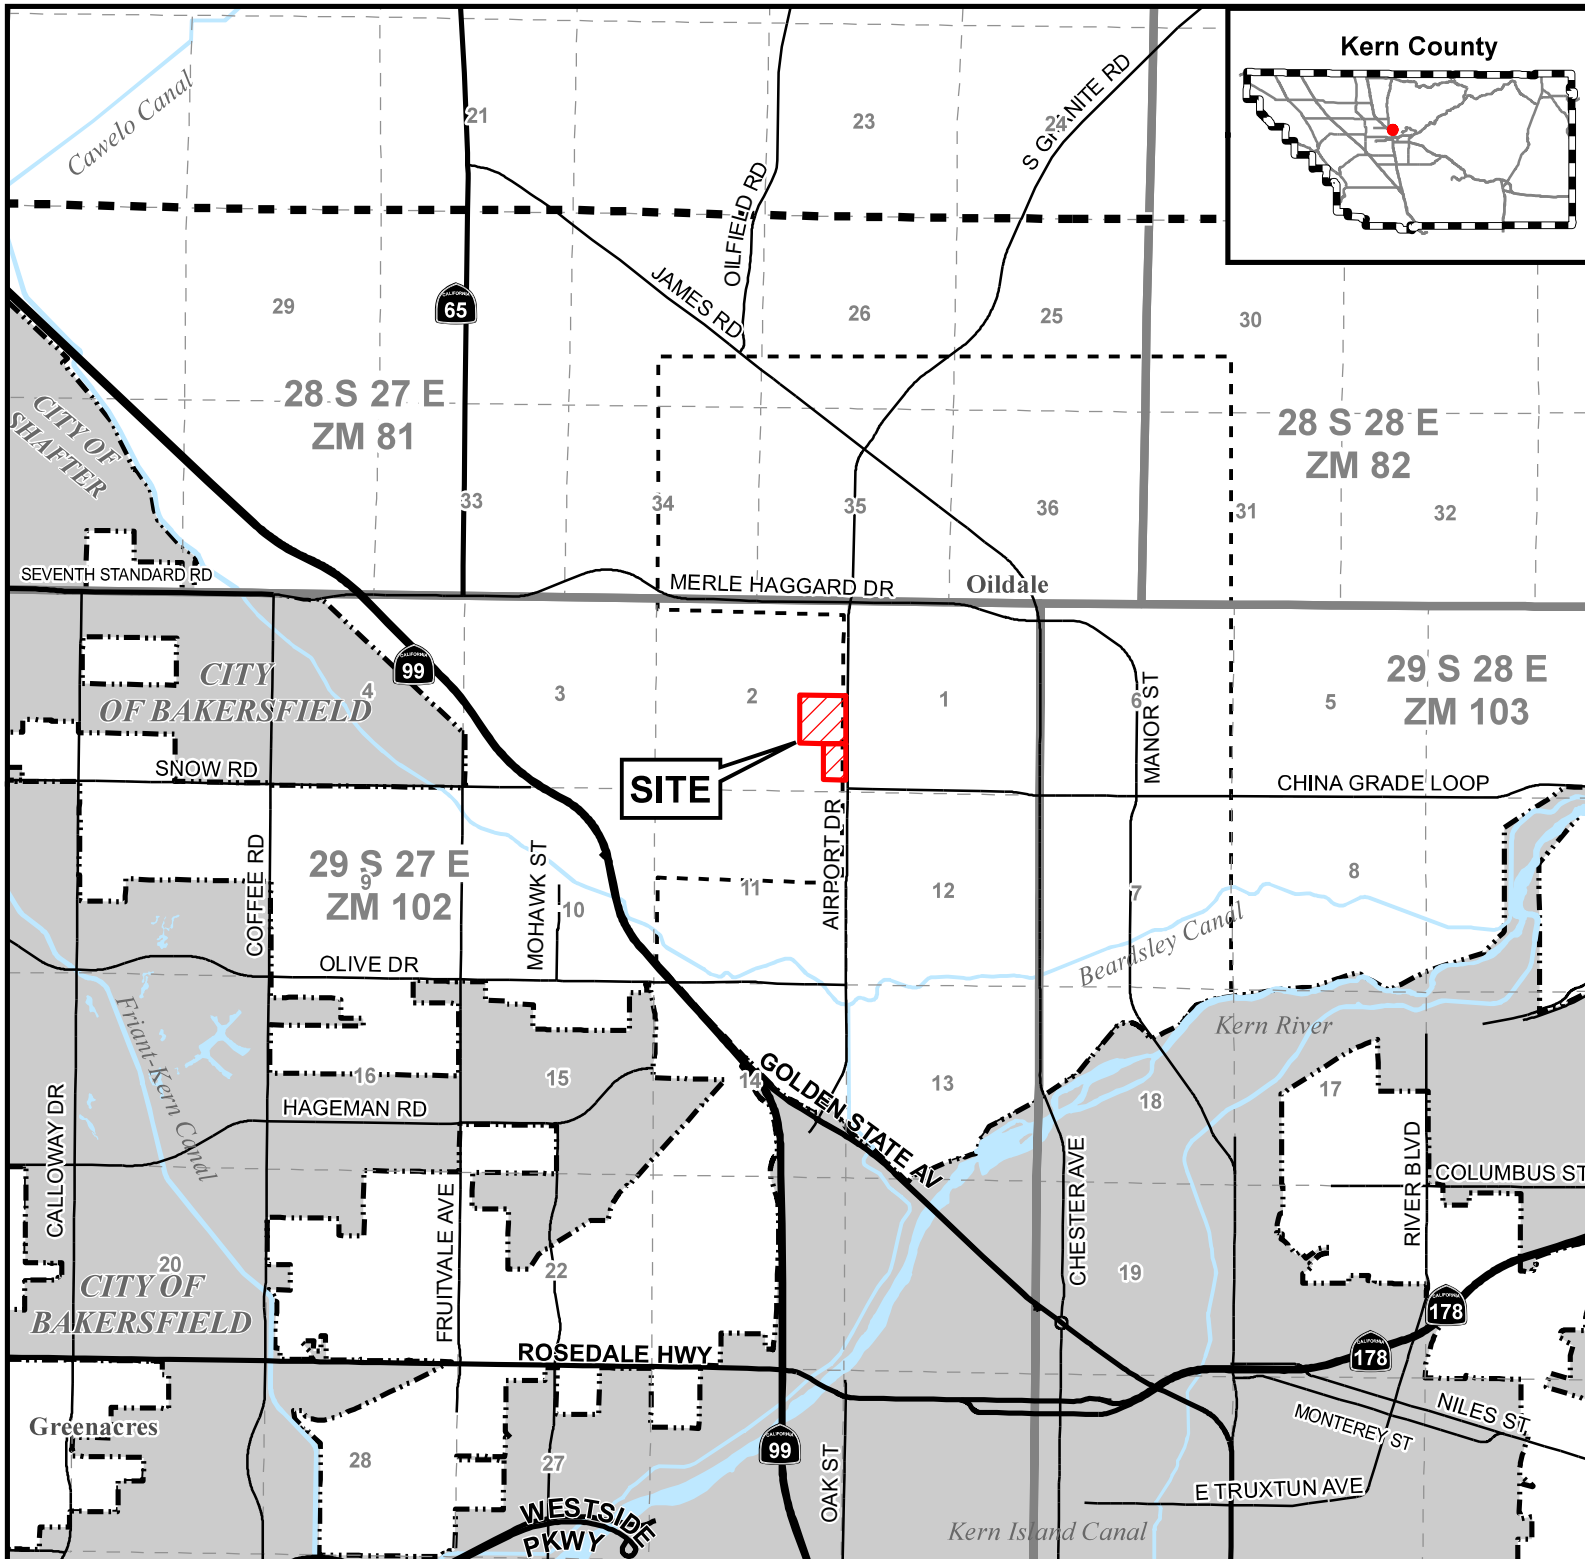 Kern County
Cawelo Canal
21
23
24
S GRANITE RD
OILFIELD RD
JAMES RD
29
CALIFORNIA
65
26
25
30
28 S 27 E
ZM 81
28 S 28 E
ZM 82
CITY OF
SHAFTER
33
34
35
36
31
32
SEVENTH STANDARD RD
MERLE HAGGARD DR
Oildale
CALIFORNIA
99
CITY
OF BAKERSFIELD
4
3
2
1
6
5
29 S 28 E
ZM 103
MANOR ST
SNOW RD
SITE
CHINA GRADE LOOP
COFFEE RD
29 S 27 E
ZM 102
9
MOHAWK ST
10
11
AIRPORT DR
12
7
8
OLIVE DR
Beardsley Canal
Friant-Kern Canal
Kern River
CALLOWAY DR
16
15
14
GOLDEN STATE AV
13
18
17
HAGEMAN RD
RIVER BLVD
COLUMBUS ST
FRUITVALE AVE
CHESTER AVE
20
CITY OF
BAKERSFIELD
22
19
CALIFORNIA
178
CALIFORNIA
178
ROSEDALE HWY
Greenacres
28
27
CALIFORNIA
99
OAK ST
MONTEREY ST
NILES ST
E TRUXTUN AVE
WESTSIDE
PKWY
Kern Island Canal